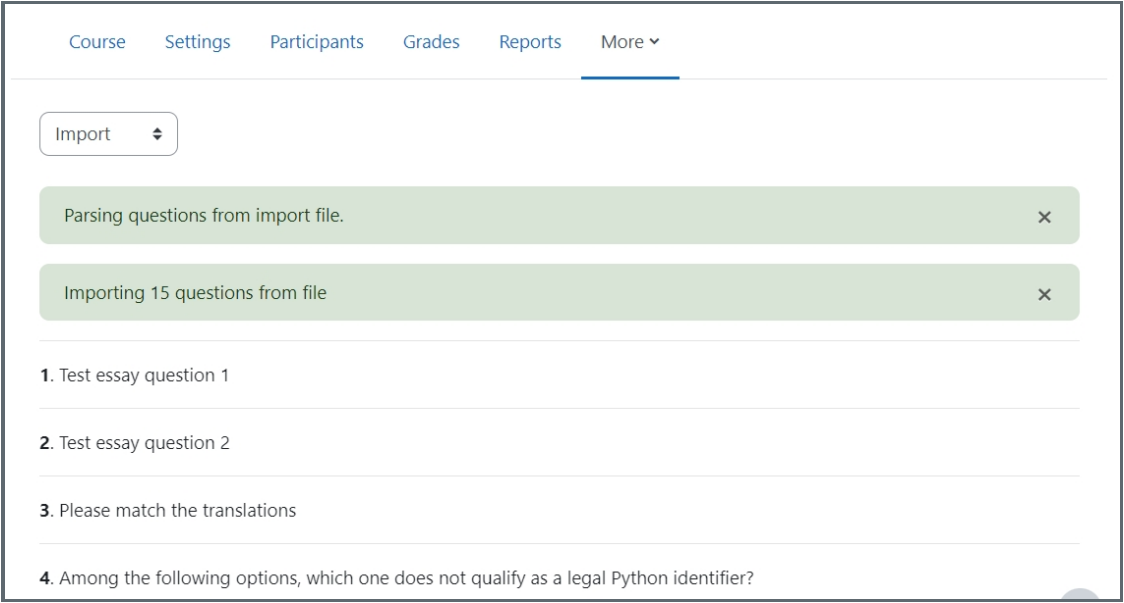 Course Settings Participants Grades Reports More
Import
Parsing questions from import file.
Importing 15 questions from file
1. Test essay question 1
2. Test essay question 2
3. Please match the translations
4. Among the following options, which one does not qualify as a legal Python identifier?